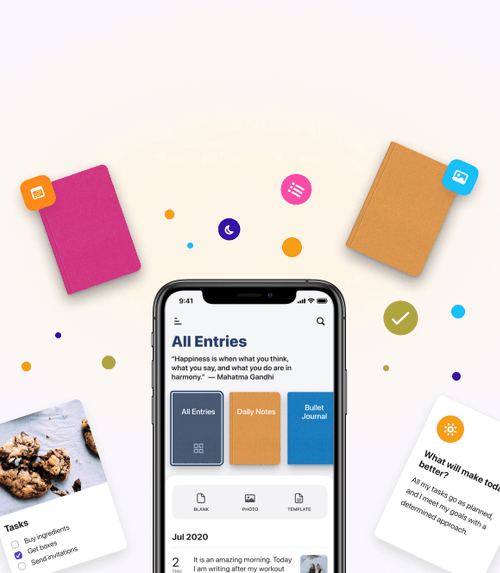 9:41
All Entries
"Happiness is when what you think,
what you say, and what you do are in
harmony." — Mahatma Gandhi
All Entries
Daily Notes
Bullet
Journal
BLANK
PHOTO
TEMPLATE
Jul 2020
2
THU
It is an amazing morning. Today
I am writing after my workout
Tasks
Buy ingredients
Get boxes
Send invitations
What will make toda
better?
All my tasks go as planned,
and I meet my goals with a
determined approach.